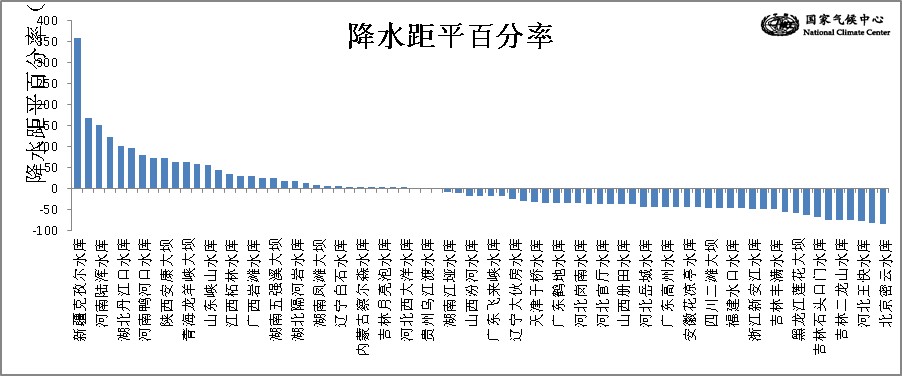 降水距平百分率
国家气候中心
National Climate Center
降水距平百分率（
400
350
300
250
200
150
100
50
0
-50
-100
新疆克孜尔水库
河南陆浑水库
湖北丹江口水库
河南鸭河口水库
陕西安康大坝
青海龙羊峡大坝
山东峡山水库
江西柘林水库
广西岩滩水库
湖南五强溪大坝
湖北隔河岩水库
湖南凤滩大坝
辽宁白石水库
内蒙古察尔森水库
吉林月亮泡水库
河北西大洋水库
贵州乌江渡水库
湖南江垭水库
山西汾河水库
广东飞来峡水库
辽宁大伙房水库
天津于桥水库
广东鹤地水库
河北岗南水库
河北官厅水库
山西册田水库
河北岳城水库
广东高州水库
安徽花凉亭水库
四川二滩大坝
福建水口水库
浙江新安江水库
吉林丰满水库
黑龙江莲花大坝
吉林石头口门水库
吉林二龙山水库
河北王快水库
北京密云水库